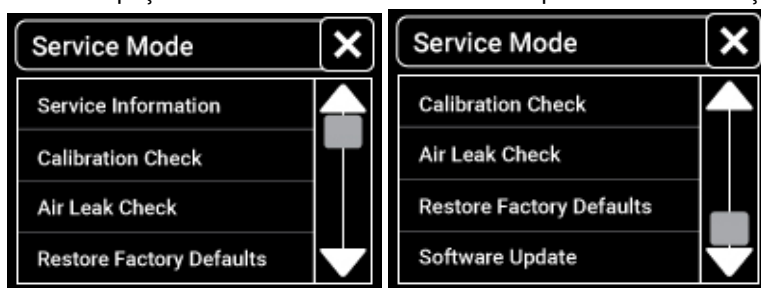 Service Mode
Service Information
Calibration Check
Air Leak Check
Restore Factory Defaults
Service Mode
Calibration Check
Air Leak Check
Restore Factory Defaults
Software Update